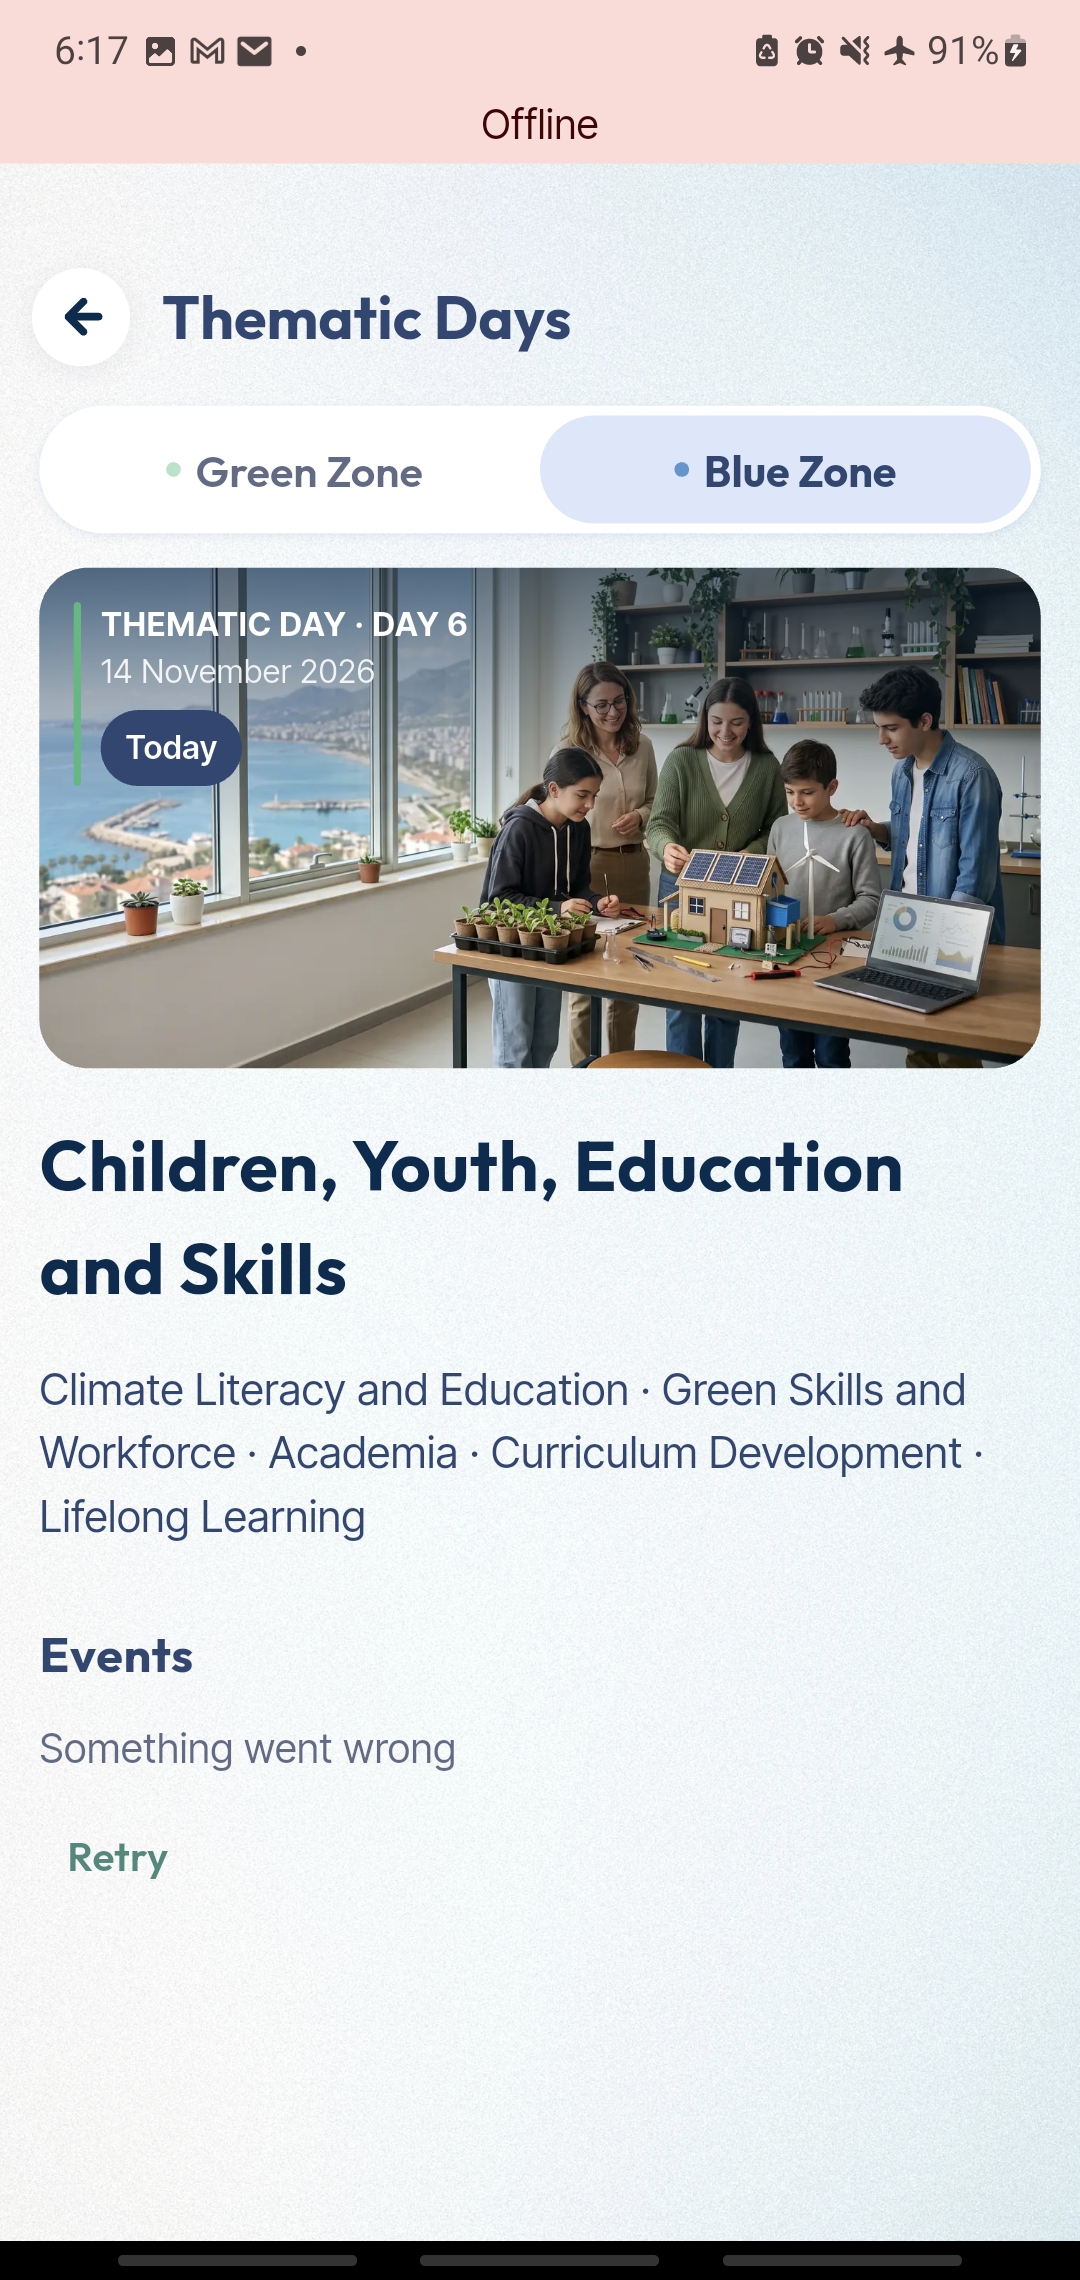 6:17
91%
Offline
Thematic Days
Green Zone
Blue Zone
THEMATIC DAY · DAY 6
14 November 2026
Today
Children, Youth, Education
and Skills
Climate Literacy and Education · Green Skills and
Workforce · Academia · Curriculum Development ·
Lifelong Learning
Events
Something went wrong
Retry